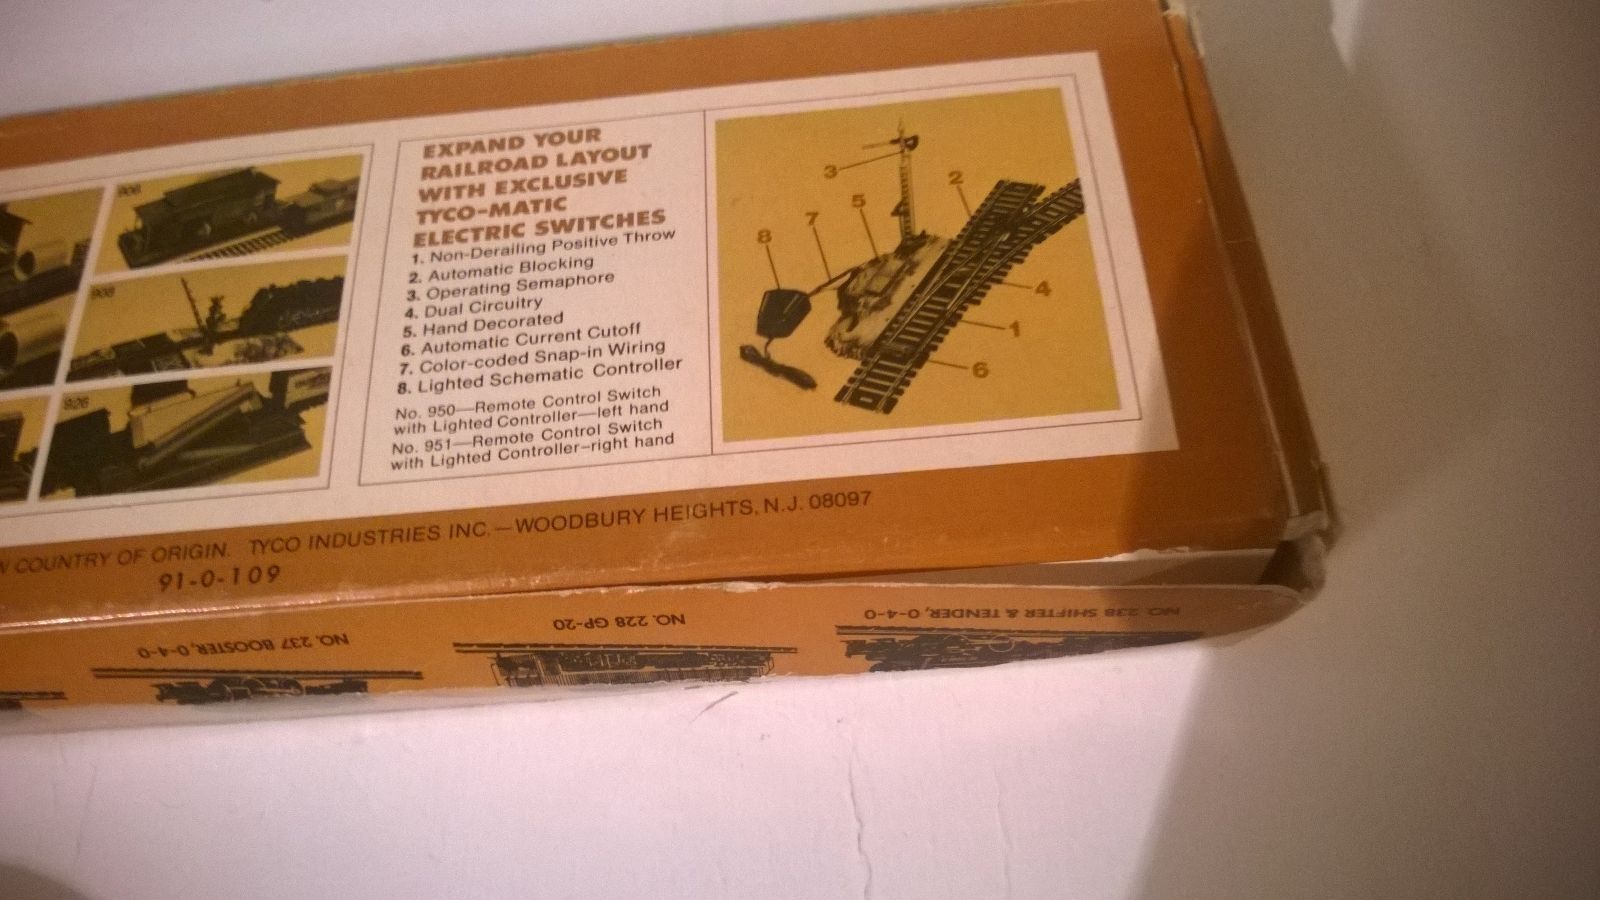 906
908
926
EXPAND YOUR
RAILROAD LAYOUT
WITH EXCLUSIVE
TYCO-MATIC
ELECTRIC SWITCHES
1. Non-Derailing Positive Throw
2. Automatic Blocking
3. Operating Semaphore
4. Dual Circuitry
5. Hand Decorated
6. Automatic Current Cutoff
7. Color-coded Snap-in Wiring
8. Lighted Schematic Controller
No. 950—Remote Control Switch
with Lighted Controller—left hand
No. 951—Remote Control Switch
with Lighted Controller–right hand
3
2
5
7
8
4
1
6
COUNTRY OF ORIGIN. TYCO INDUSTRIES INC.—WOODBURY HEIGHTS, N.J. 08097
91-0-109
NO. 237 BOOSTER, 0-4-0
NO. 228 GP-20
NO. 238 SHIFTER & TENDER, 0-4-0